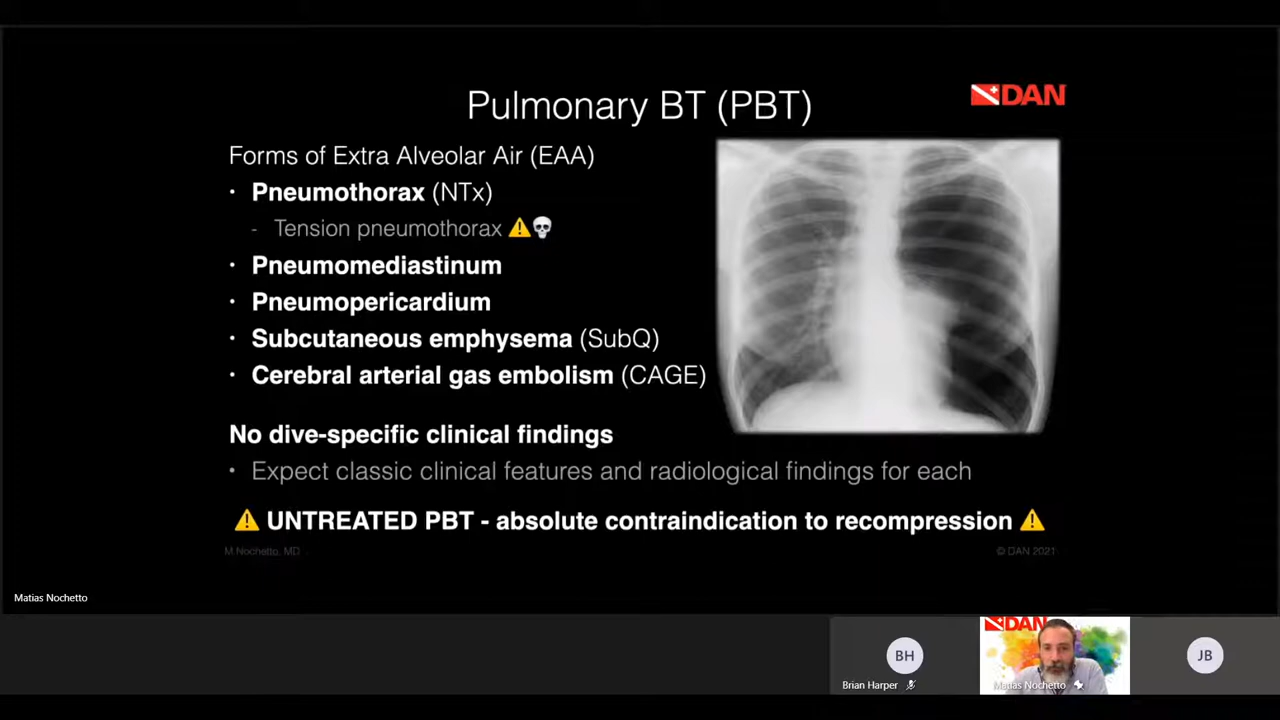 Pulmonary BT (PBT)
DAN
Forms of Extra Alveolar Air (EAA)
• Pneumothorax (NTx)
- Tension pneumothorax ⚠️💀
• Pneumomediastinum
• Pneumopericardium
• Subcutaneous emphysema (SubQ)
• Cerebral arterial gas embolism (CAGE)
No dive-specific clinical findings
• Expect classic clinical features and radiological findings for each
⚠️ UNTREATED PBT - absolute contraindication to recompression ⚠️
M Nochetto, MD
© DAN 2021
Matias Nochetto
BH
Brian Harper
DAN
Matias Nochetto
JB